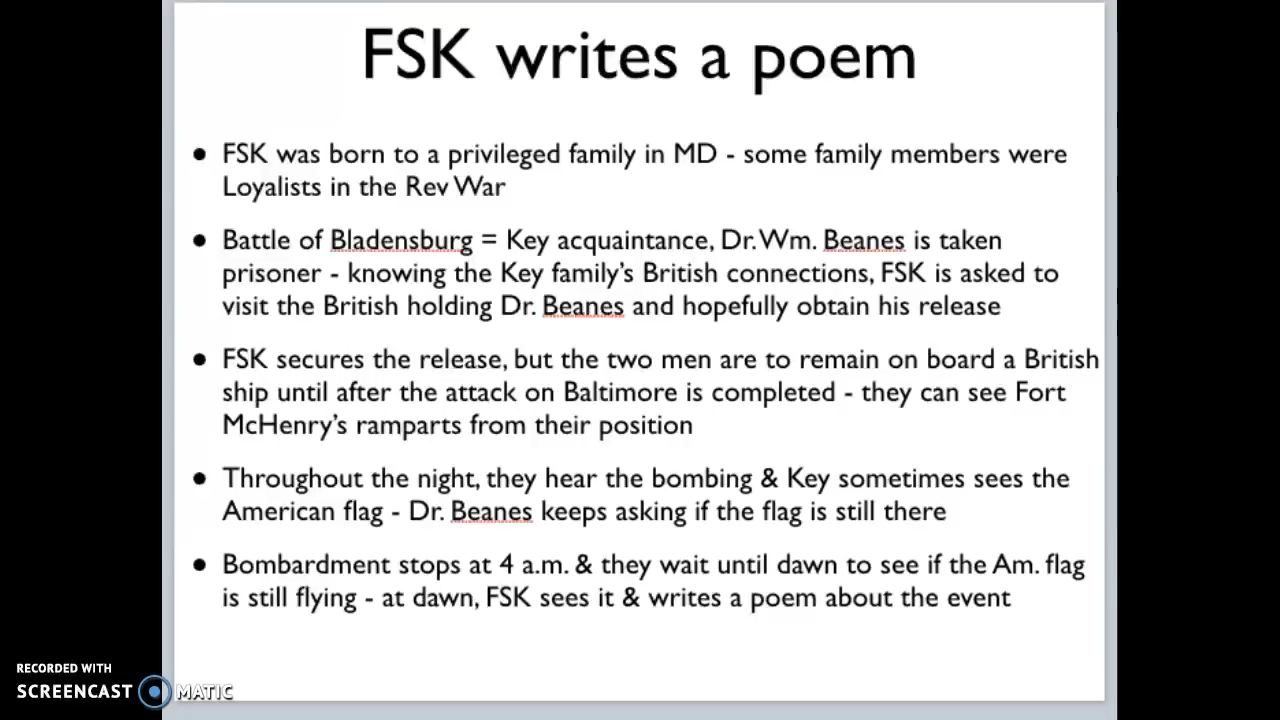 FSK writes a poem
● FSK was born to a privileged family in MD - some family members were
Loyalists in the Rev War
● Battle of Bladensburg = Key acquaintance, Dr. Wm. Beanes is taken
prisoner - knowing the Key family's British connections, FSK is asked to
visit the British holding Dr. Beanes and hopefully obtain his release
● FSK secures the release, but the two men are to remain on board a British
ship until after the attack on Baltimore is completed - they can see Fort
McHenry's ramparts from their position
● Throughout the night, they hear the bombing & Key sometimes sees the
American flag - Dr. Beanes keeps asking if the flag is still there
● Bombardment stops at 4 a.m. & they wait until dawn to see if the Am. flag
is still flying - at dawn, FSK sees it & writes a poem about the event
RECORDED WITH
SCREENCAST MATIC